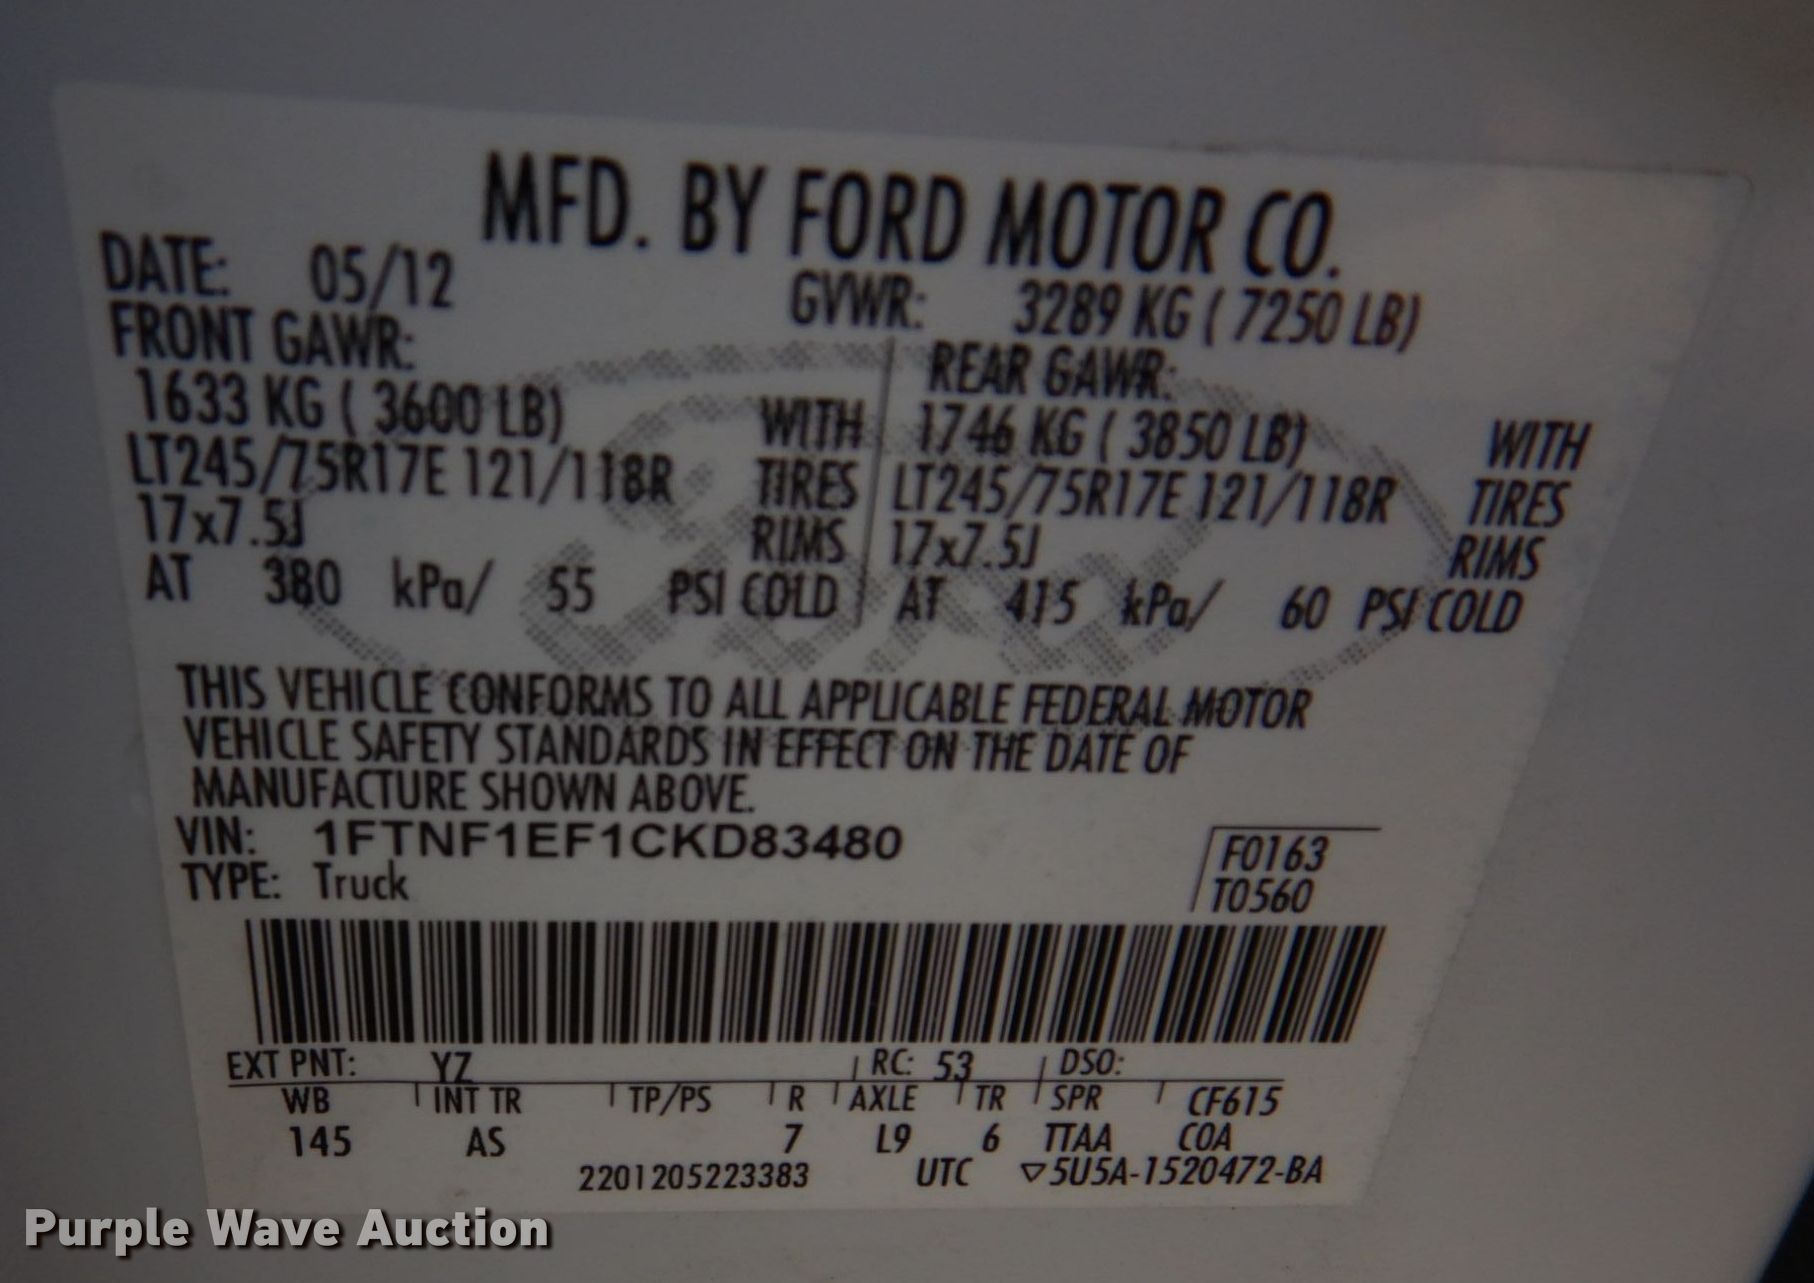 MFD. BY FORD MOTOR CO.
DATE: 05/12 GVWR: 3289 KG ( 7250 LB)
FRONT GAWR: REAR GAWR:
1633 KG ( 3600 LB) WITH 1746 KG ( 3850 LB) WITH
LT245/75R17E 121/118R TIRES LT245/75R17E 121/118R TIRES
17x7.5J RIMS 17x7.5J RIMS
AT 380 kPa/ 55 PSI COLD AT 415 kPa/ 60 PSI COLD
THIS VEHICLE CONFORMS TO ALL APPLICABLE FEDERAL MOTOR
VEHICLE SAFETY STANDARDS IN EFFECT ON THE DATE OF
MANUFACTURE SHOWN ABOVE.
VIN: 1FTNF1EF1CKD83480 F0163
TYPE: Truck T0560
EXT PNT: YZ RC: 53 DSO:
WB INT TR TP/PS R AXLE TR SPR CF615
145 AS 7 L9 6 TTAA COA
2201205223383 UTC ▽5U5A-1520472-BA
Purple Wave Auction